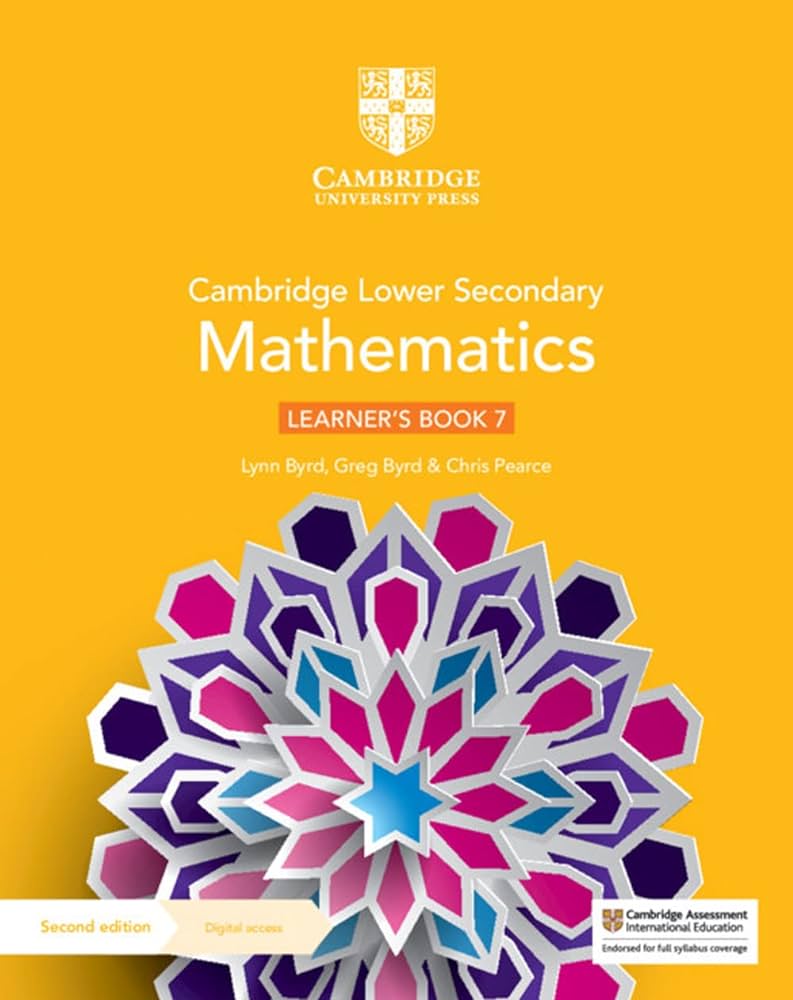 CAMBRIDGE
UNIVERSITY PRESS
Cambridge Lower Secondary
Mathematics
LEARNER'S BOOK 7
Lynn Byrd, Greg Byrd & Chris Pearce
Second edition
Digital access
Cambridge Assessment
International Education
Endorsed for full syllabus coverage